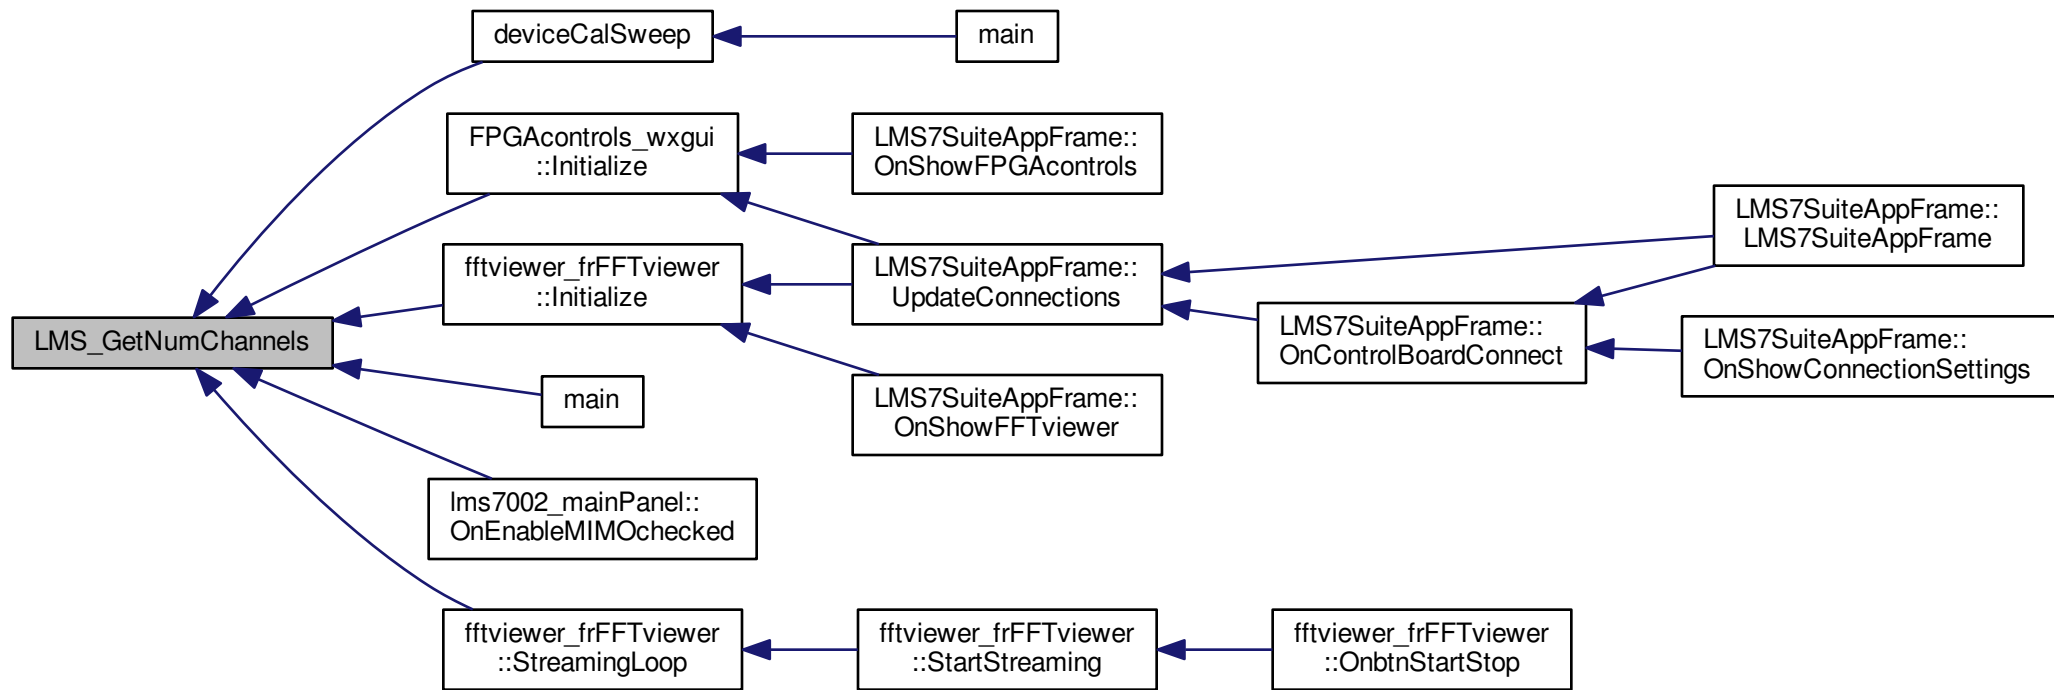 deviceCalSweep
main
FPGAcontrols_wxgui
::Initialize
LMS7SuiteAppFrame::
OnShowFPGAcontrols
LMS7SuiteAppFrame::
LMS7SuiteAppFrame
fftviewer_frFFTviewer
::Initialize
LMS7SuiteAppFrame::
UpdateConnections
LMS_GetNumChannels
LMS7SuiteAppFrame::
OnControlBoardConnect
LMS7SuiteAppFrame::
OnShowConnectionSettings
main
LMS7SuiteAppFrame::
OnShowFFTviewer
lms7002_mainPanel::
OnEnableMIMOchecked
fftviewer_frFFTviewer
::StreamingLoop
fftviewer_frFFTviewer
::StartStreaming
fftviewer_frFFTviewer
::OnbtnStartStop